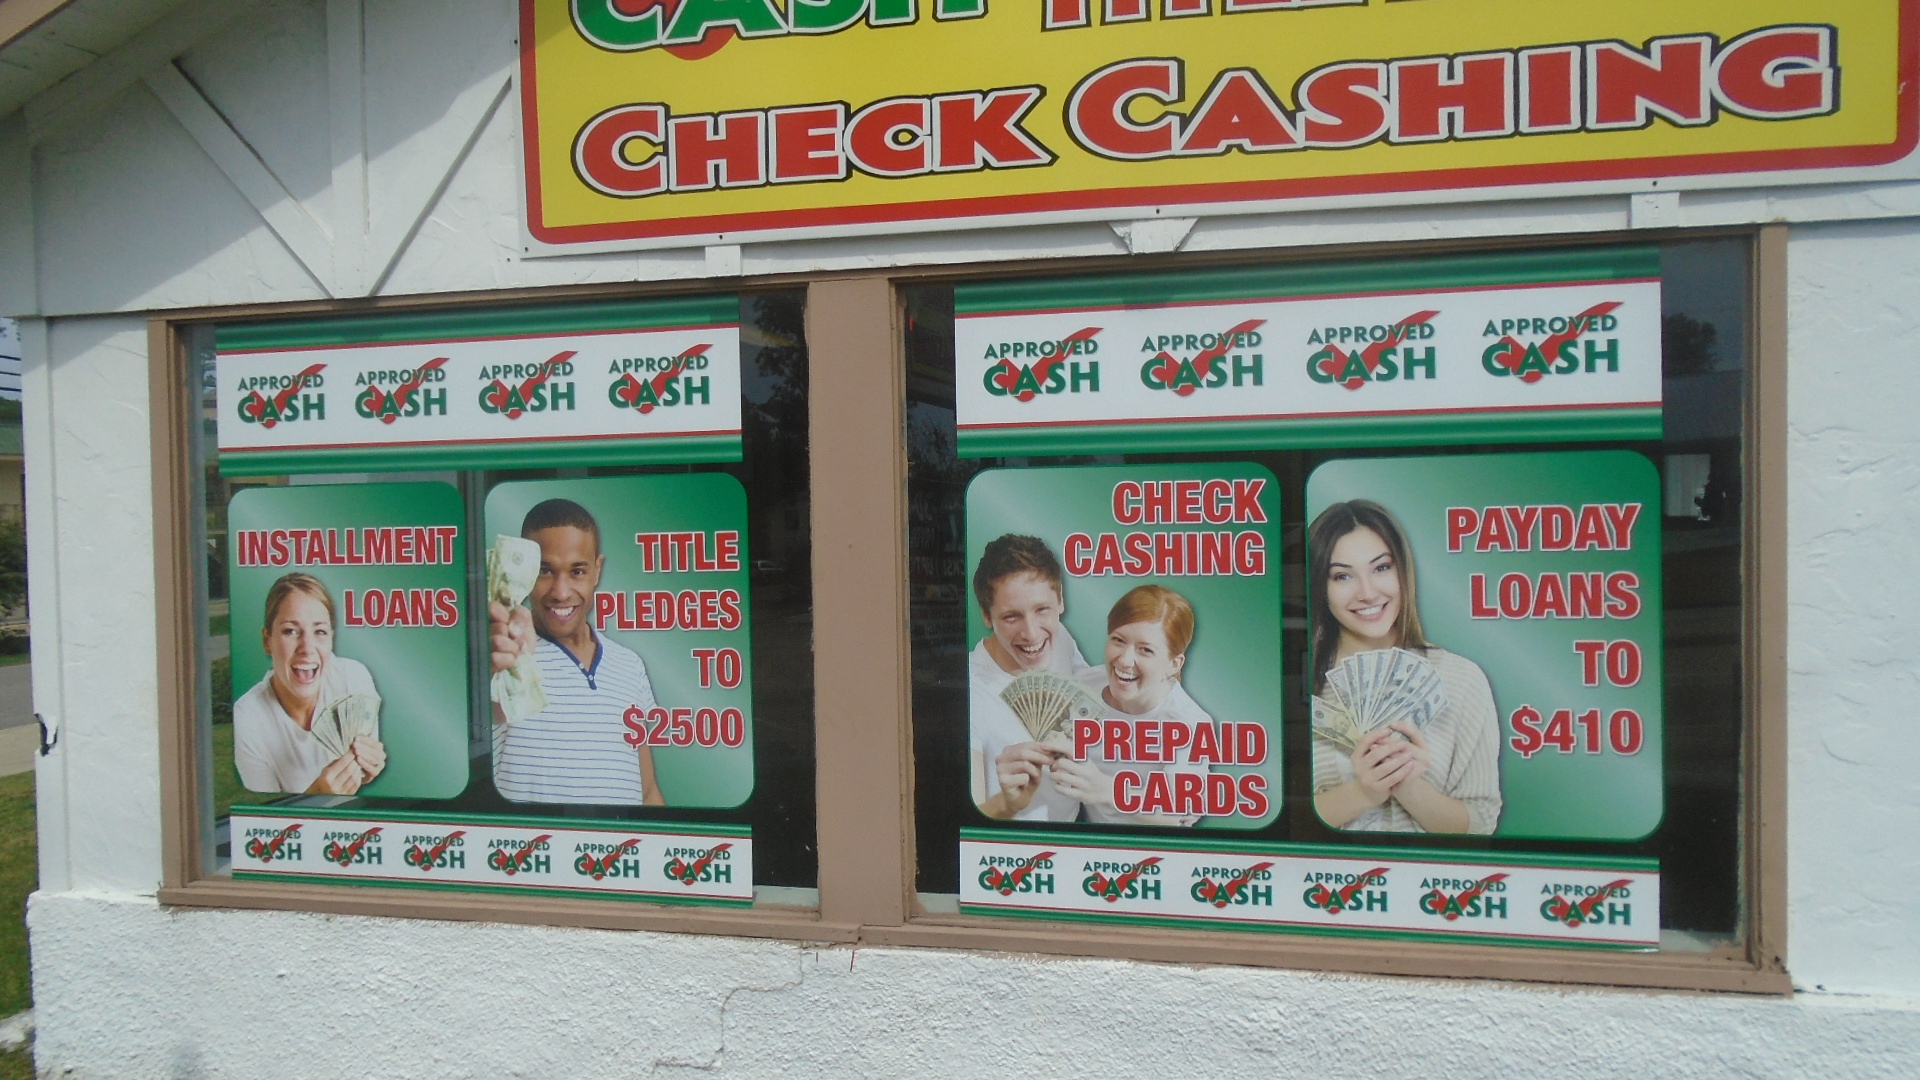 CASH
CHECK CASHING
APPROVED CASH APPROVED CASH APPROVED CASH APPROVED CASH
INSTALLMENT
LOANS
TITLE
PLEDGES
TO
$2500
APPROVED CASH APPROVED CASH APPROVED CASH APPROVED CASH APPROVED CASH APPROVED CASH
APPROVED CASH APPROVED CASH APPROVED CASH APPROVED CASH
CHECK
CASHING
PREPAID
CARDS
PAYDAY
LOANS
TO
$410
APPROVED CASH APPROVED CASH APPROVED CASH APPROVED CASH APPROVED CASH APPROVED CASH